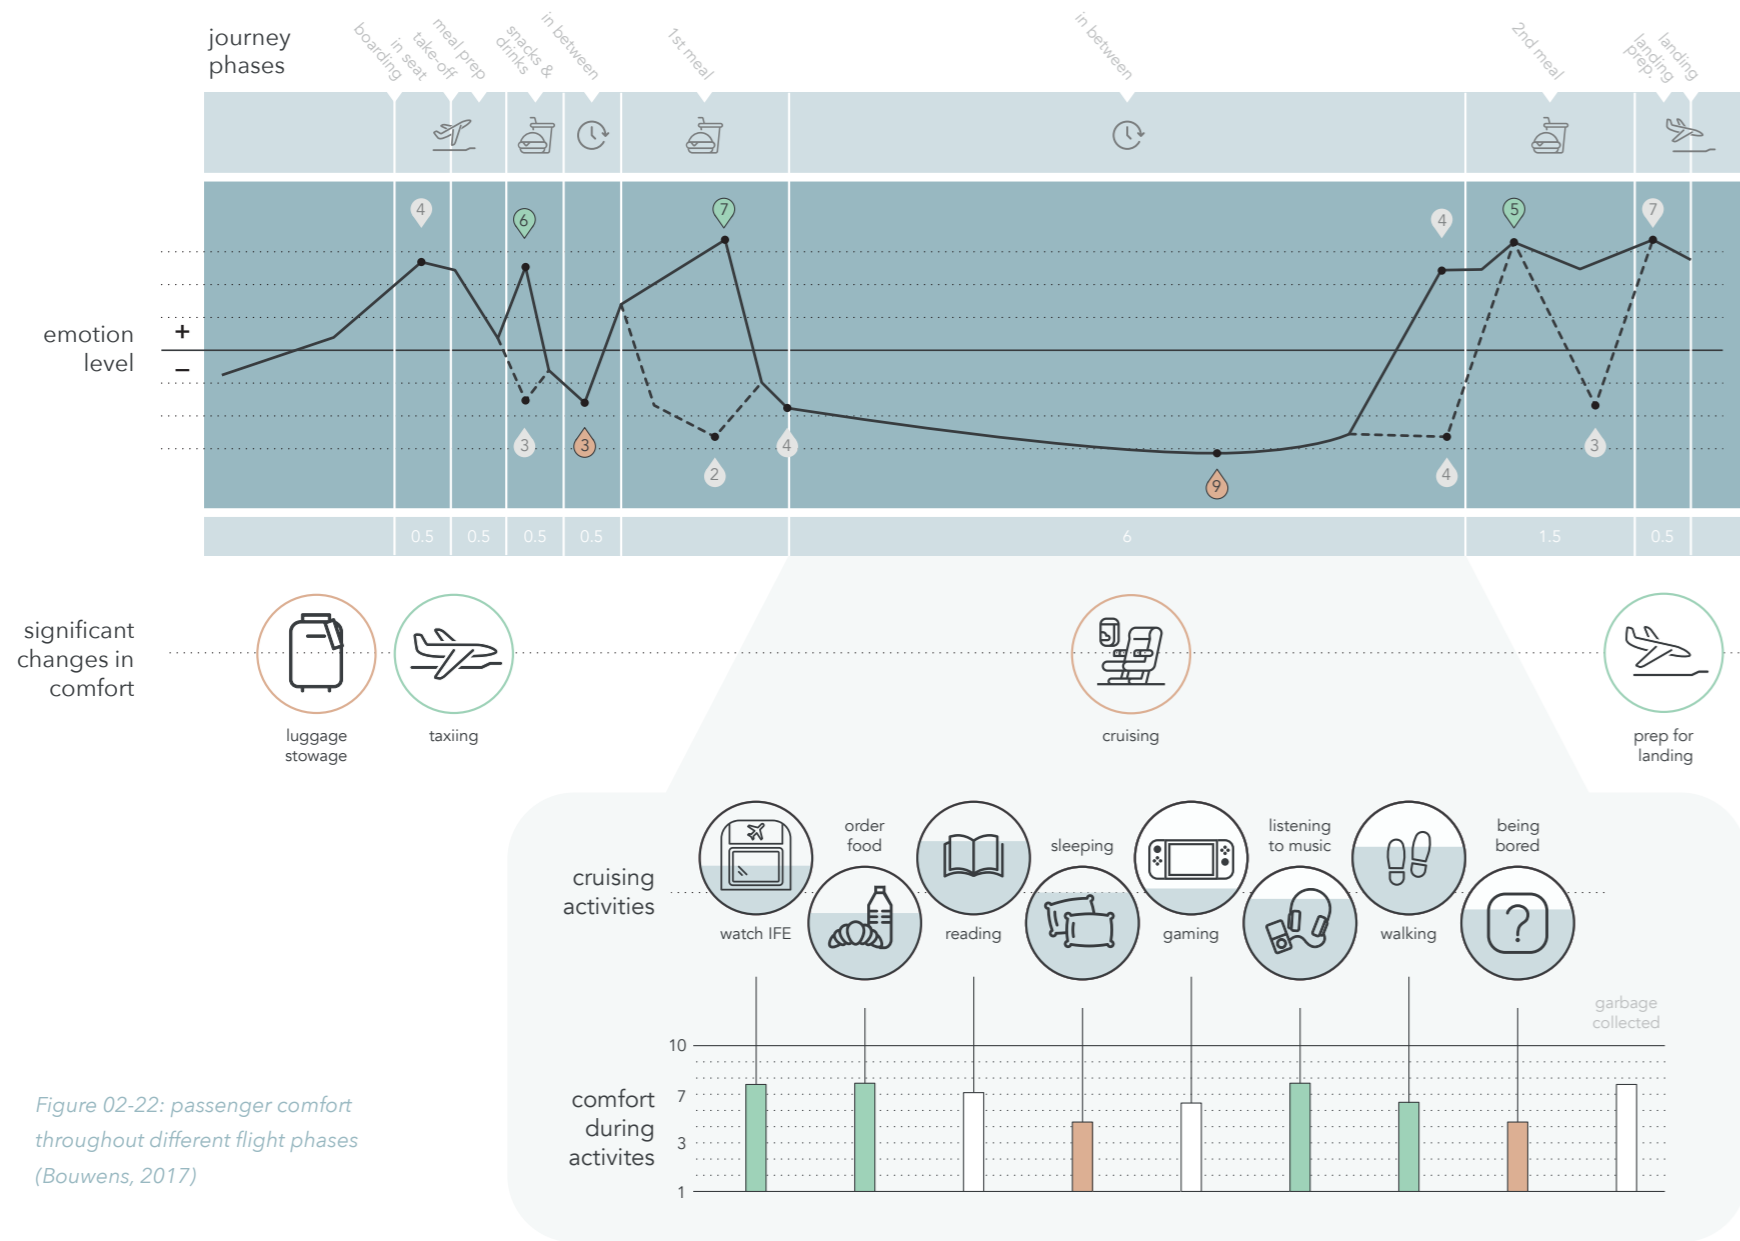 journey
phases
boarding
in seat
take-off
meal prep
snacks &
drinks
in between
1st meal
in between
2nd meal
landing
prep.
landing
4
6
7
4
5
7
emotion
level
+
–
3
3
2
4
9
4
3
0.5
0.5
0.5
0.5
6
1.5
0.5
significant
changes in
comfort
luggage
stowage
taxiing
cruising
prep for
landing
cruising
activities
watch IFE
order
food
reading
sleeping
gaming
listening
to music
walking
being
bored
?
garbage
collected
comfort
during
activites
10
7
3
1
Figure 02-22: passenger comfort
throughout different flight phases
(Bouwens, 2017)